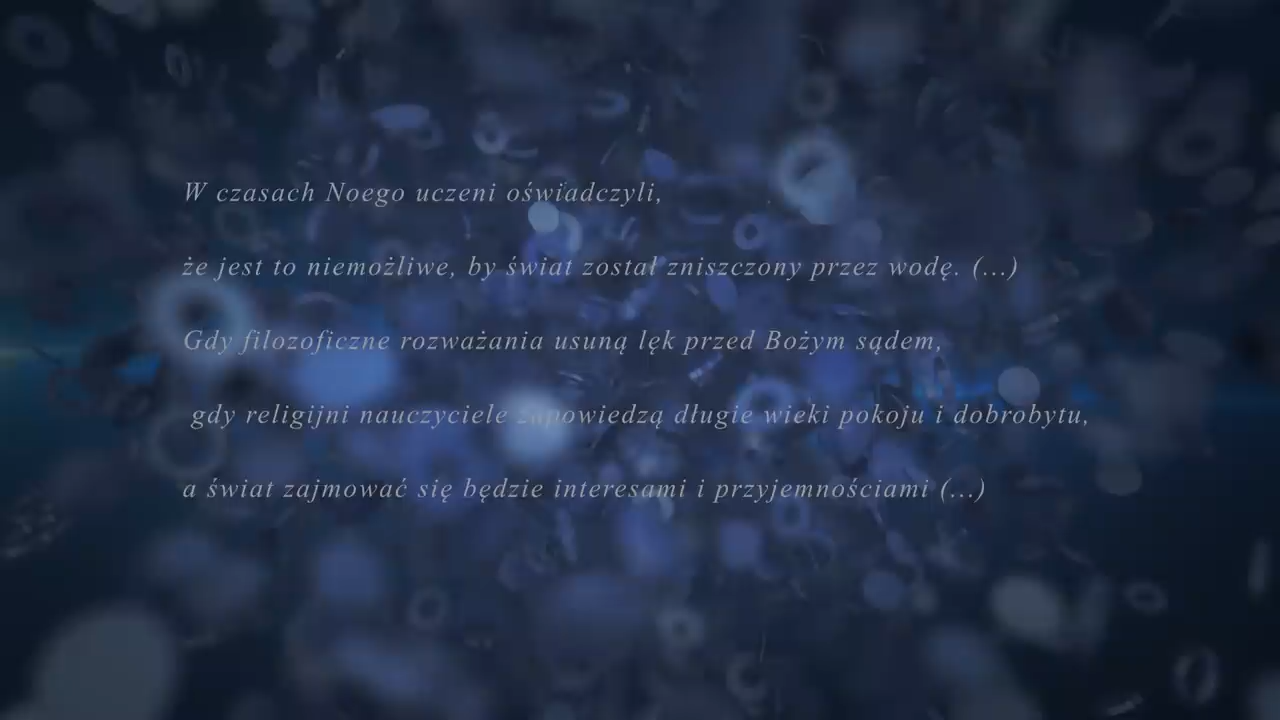 W czasach Noego uczeni oświadczyli,
że jest to niemożliwe, by świat został zniszczony przez wodę. (...)
Gdy filozoficzne rozważania usuną lęk przed Bożym sądem,
gdy religijni nauczyciele zapowiedzą długie wieki pokoju i dobrobytu,
a świat zajmować się będzie interesami i przyjemnościami (...)